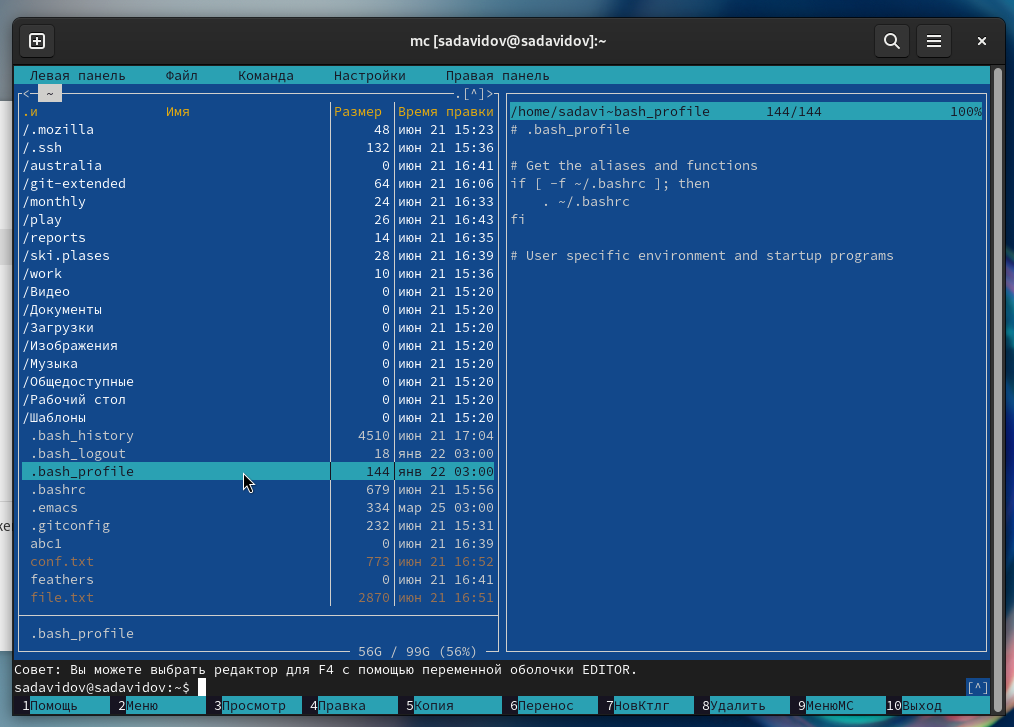 mc [sadavidov@sadavidov]:~
Левая панель Файл Команда Настройки Правая панель
<─ ~ .[^]>
.и Имя Размер Время правки
/.mozilla 48 июн 21 15:23
/.ssh 132 июн 21 15:36
/australia 0 июн 21 16:41
/git-extended 64 июн 21 16:06
/monthly 24 июн 21 16:33
/play 26 июн 21 16:43
/reports 14 июн 21 16:35
/ski.plases 28 июн 21 16:39
/work 10 июн 21 15:36
/Видео 0 июн 21 15:20
/Документы 0 июн 21 15:20
/Загрузки 0 июн 21 15:20
/Изображения 0 июн 21 15:20
/Музыка 0 июн 21 15:20
/Общедоступные 0 июн 21 15:20
/Рабочий стол 0 июн 21 15:20
/Шаблоны 0 июн 21 15:20
.bash_history 4510 июн 21 17:04
.bash_logout 18 янв 22 03:00
.bash_profile 144 янв 22 03:00
.bashrc 679 июн 21 15:56
.emacs 334 мар 25 03:00
.gitconfig 232 июн 21 15:31
abc1 0 июн 21 16:39
conf.txt 773 июн 21 16:52
feathers 0 июн 21 16:41
file.txt 2870 июн 21 16:51
.bash_profile
56G / 99G (56%)
/home/sadavi~bash_profile 144/144 100%
# .bash_profile
# Get the aliases and functions
if [ -f ~/.bashrc ]; then
. ~/.bashrc
fi
# User specific environment and startup programs
Совет: Вы можете выбрать редактор для F4 с помощью переменной оболочки EDITOR.
sadavidov@sadavidov:~$ [^]
1Помощь 2Меню 3Просмотр 4Правка 5Копия 6Перенос 7НовКтлг 8Удалить 9МенюMC 10Выход